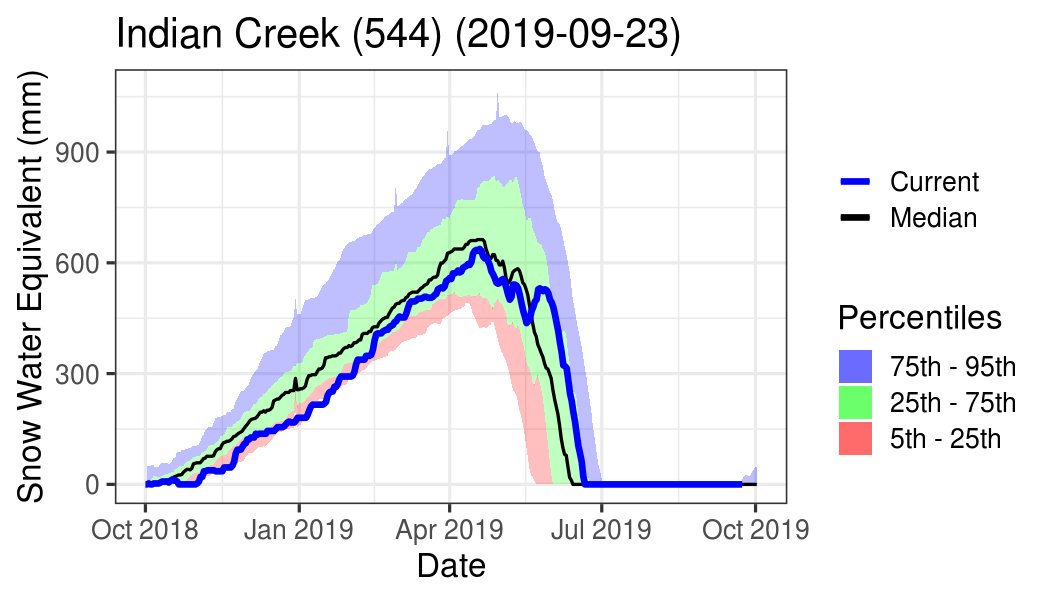 Indian Creek (544) (2019-09-23)
Snow Water Equivalent (mm)
900
600
300
0
Oct 2018
Jan 2019
Apr 2019
Jul 2019
Oct 2019
Date
Current
Median
Percentiles
75th - 95th
25th - 75th
5th - 25th